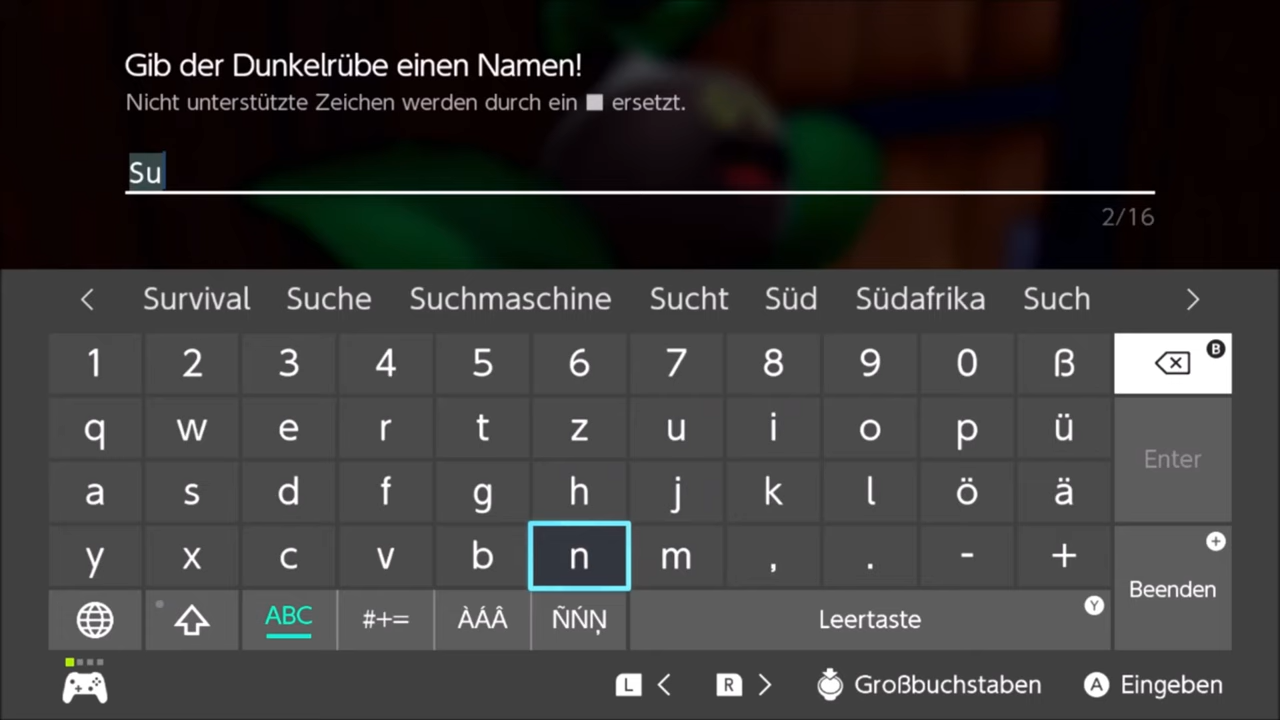 Gib der Dunkelrübe einen Namen!
Nicht unterstützte Zeichen werden durch ein ■ ersetzt.
Su
2/16
< Survival Suche Suchmaschine Sucht Süd Südafrika Such >
1 2 3 4 5 6 7 8 9 0 ß B
q w e r t z u i o p ü
Enter
a s d f g h j k l ö ä
y x c v b n m , . - + +
Beenden
ABC #+= ÀÁÂ ÑŃŅ Leertaste Y
L < R > Großbuchstaben A Eingeben